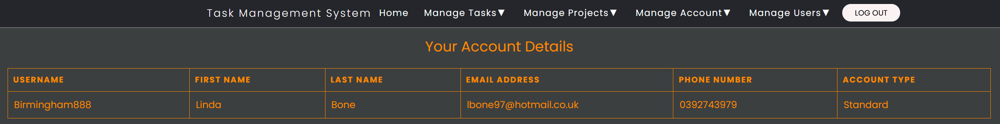 Task Management System Home Manage Tasks▼ Manage Projects▼ Manage Account▼ Manage Users▼ LOG OUT
Your Account Details
USERNAME FIRST NAME LAST NAME EMAIL ADDRESS PHONE NUMBER ACCOUNT TYPE
Birmingham888 Linda Bone lbone97@hotmail.co.uk 0392743979 Standard